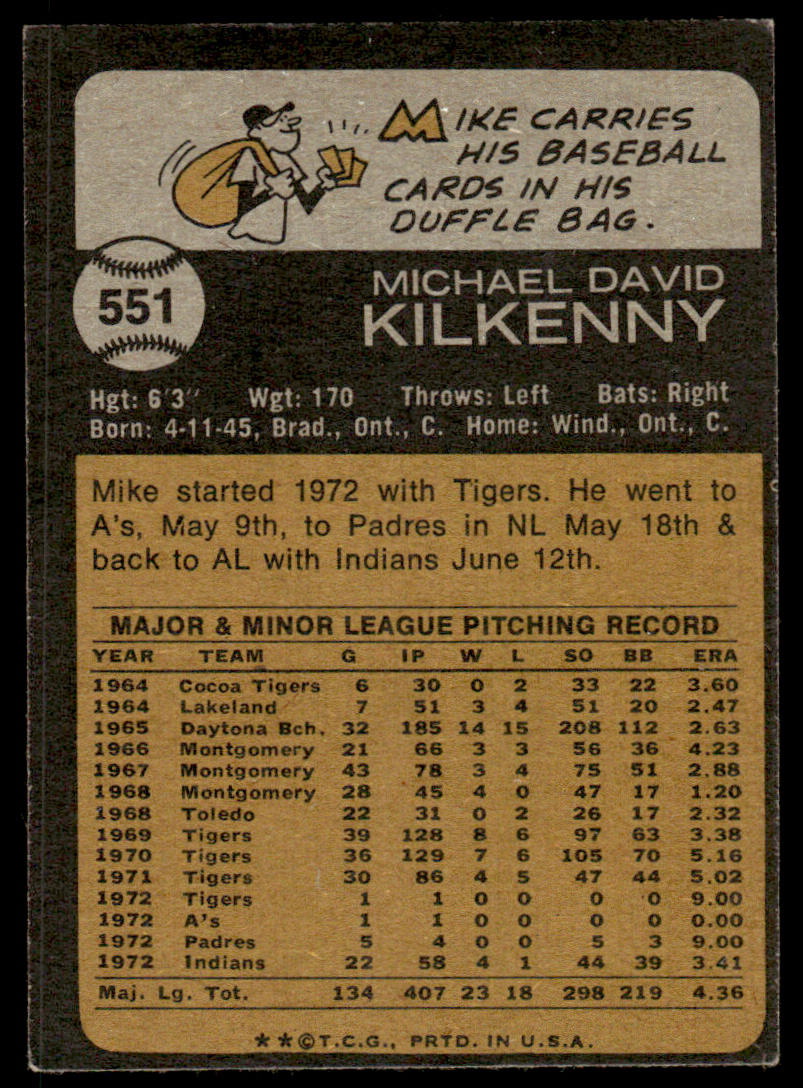 MIKE CARRIES
HIS BASEBALL
CARDS IN HIS
DUFFLE BAG.
551
MICHAEL DAVID
KILKENNY
Hgt: 6'3" Wgt: 170 Throws: Left Bats: Right
Born: 4-11-45, Brad., Ont., C. Home: Wind., Ont., C.
Mike started 1972 with Tigers. He went to
A's, May 9th, to Padres in NL May 18th &
back to AL with Indians June 12th.
MAJOR & MINOR LEAGUE PITCHING RECORD
YEAR TEAM G IP W L SO BB ERA
1964 Cocoa Tigers 6 30 0 2 33 22 3.60
1964 Lakeland 7 51 3 4 51 20 2.47
1965 Daytona Bch. 32 185 14 15 208 112 2.63
1966 Montgomery 21 66 3 3 56 36 4.23
1967 Montgomery 43 78 3 4 75 51 2.88
1968 Montgomery 28 45 4 0 47 17 1.20
1968 Toledo 22 31 0 2 26 17 2.32
1969 Tigers 39 128 8 6 97 63 3.38
1970 Tigers 36 129 7 6 105 70 5.16
1971 Tigers 30 86 4 5 47 44 5.02
1972 Tigers 1 1 0 0 0 0 9.00
1972 A's 1 1 0 0 0 0 0.00
1972 Padres 5 4 0 0 5 3 9.00
1972 Indians 22 58 4 1 44 39 3.41
Maj. Lg. Tot. 134 407 23 18 298 219 4.36
**©T.C.G., PRTD. IN U.S.A.